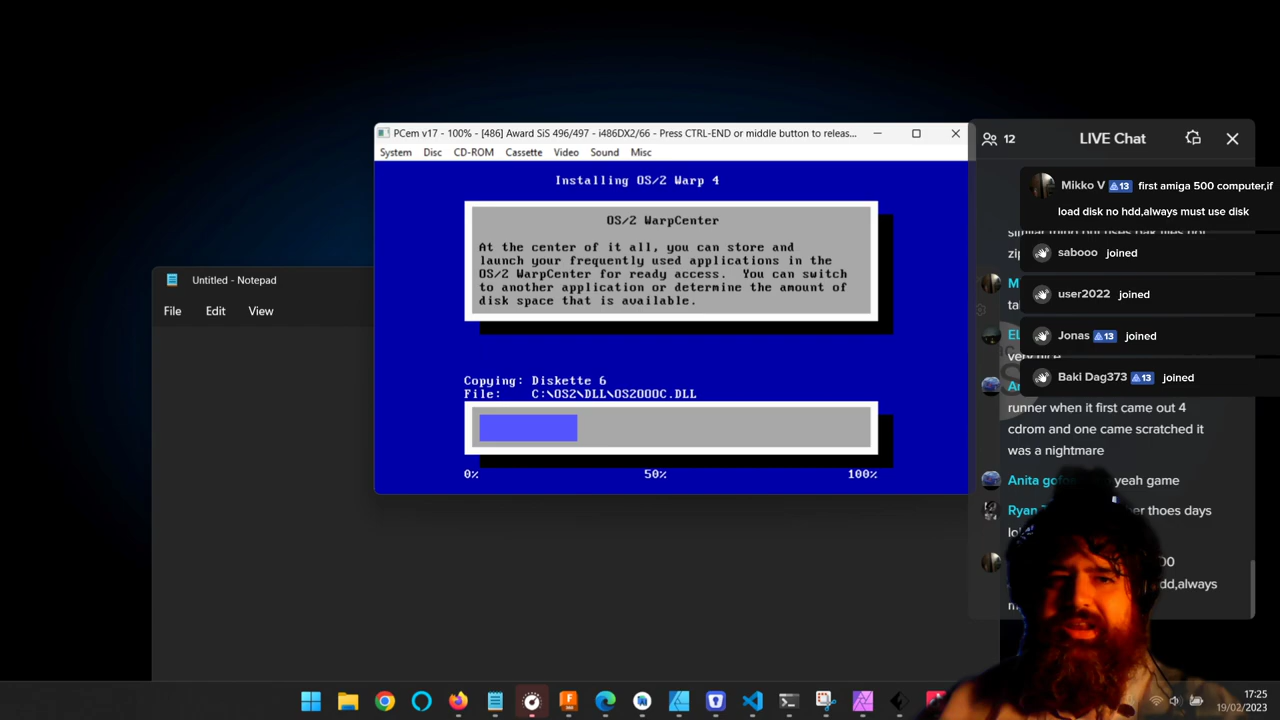 PCem v17 - 100% - [486] Award SiS 496/497 - i486DX2/66 - Press CTRL-END or middle button to releas...
System Disc CD-ROM Cassette Video Sound Misc
Installing OS/2 Warp 4
OS/2 WarpCenter
At the center of it all, you can store and
launch your frequently used applications in the
OS/2 WarpCenter for ready access. You can switch
to another application or determine the amount of
disk space that is available.
Copying: Diskette 6
File: C:\OS2\DLL\OS2000C.DLL
0% 50% 100%
Untitled - Notepad
File Edit View
12 LIVE Chat
Mikko V 13 first amiga 500 computer,if
load disk no hdd,always must use disk
sabooo joined
user2022 joined
Jonas 13 joined
Baki Dag373 13 joined
runner when it first came out 4
cdrom and one came scratched it
was a nightmare
Anita yeah game
Ryan thoes days
dd,always
17:25
19/02/2023